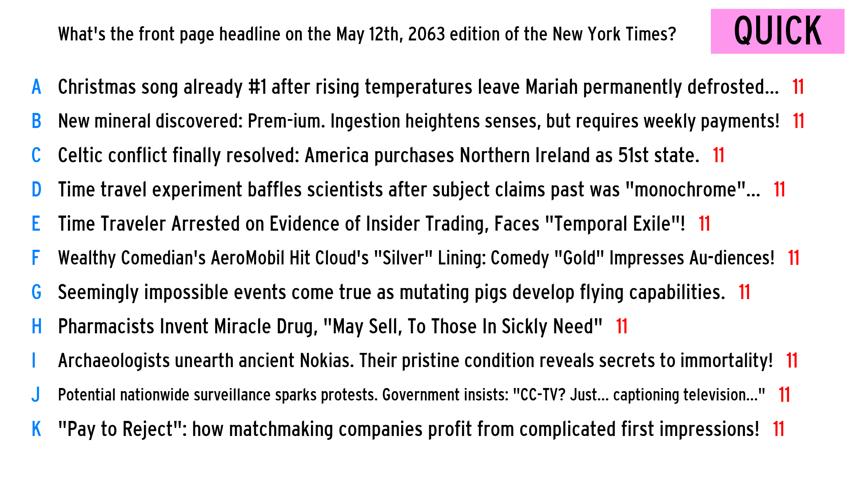 What's the front page headline on the May 12th, 2063 edition of the New York Times?
QUICK
A Christmas song already #1 after rising temperatures leave Mariah permanently defrosted... 11
B New mineral discovered: Prem-ium. Ingestion heightens senses, but requires weekly payments! 11
C Celtic conflict finally resolved: America purchases Northern Ireland as 51st state. 11
D Time travel experiment baffles scientists after subject claims past was "monochrome"... 11
E Time Traveler Arrested on Evidence of Insider Trading, Faces "Temporal Exile"! 11
F Wealthy Comedian's AeroMobil Hit Cloud's "Silver" Lining: Comedy "Gold" Impresses Au-diences! 11
G Seemingly impossible events come true as mutating pigs develop flying capabilities. 11
H Pharmacists Invent Miracle Drug, "May Sell, To Those In Sickly Need" 11
I Archaeologists unearth ancient Nokias. Their pristine condition reveals secrets to immortality! 11
J Potential nationwide surveillance sparks protests. Government insists: "CC-TV? Just... captioning television..." 11
K "Pay to Reject": how matchmaking companies profit from complicated first impressions! 11